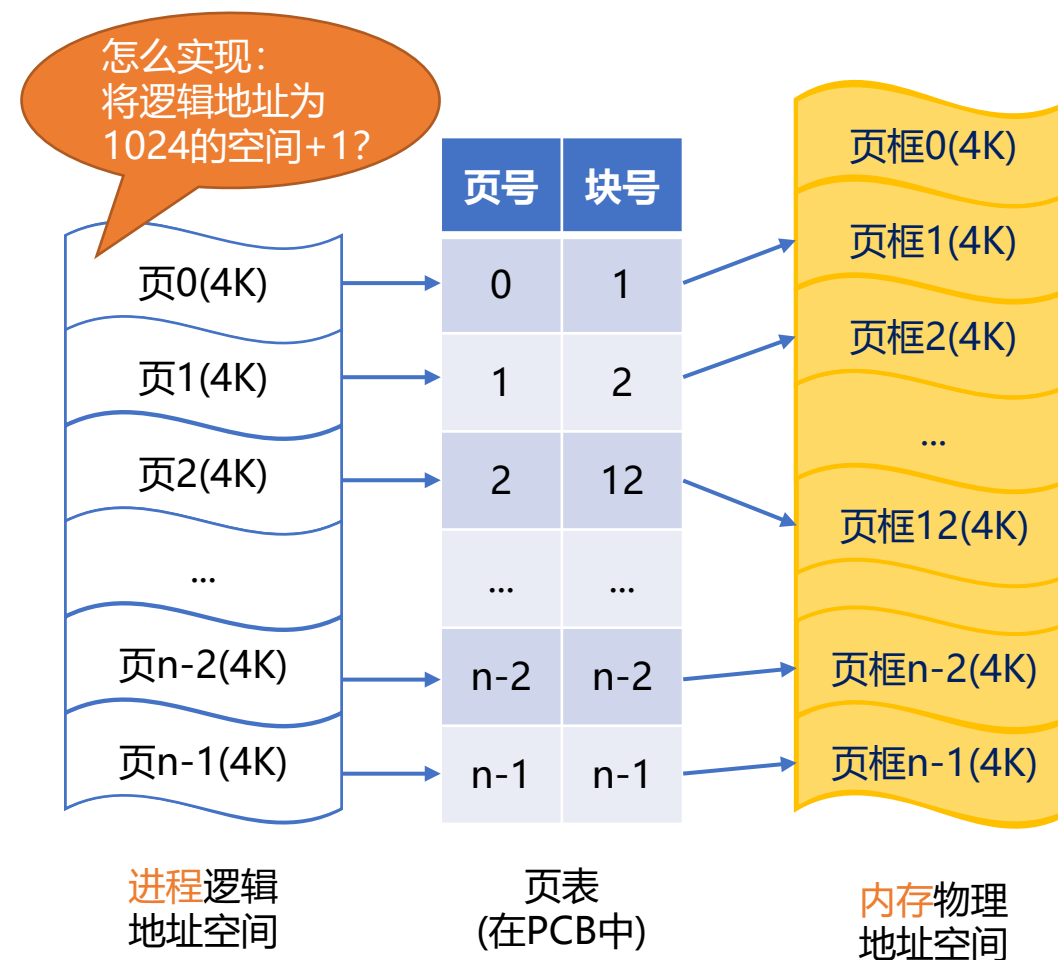 怎么实现：
将逻辑地址为
1024的空间+1?
页0(4K)
页1(4K)
页2(4K)
...
页n-2(4K)
页n-1(4K)
进程逻辑
地址空间
页号 块号
0 1
1 2
2 12
... ...
n-2 n-2
n-1 n-1
页表
(在PCB中)
页框0(4K)
页框1(4K)
页框2(4K)
...
页框12(4K)
页框n-2(4K)
页框n-1(4K)
内存物理
地址空间